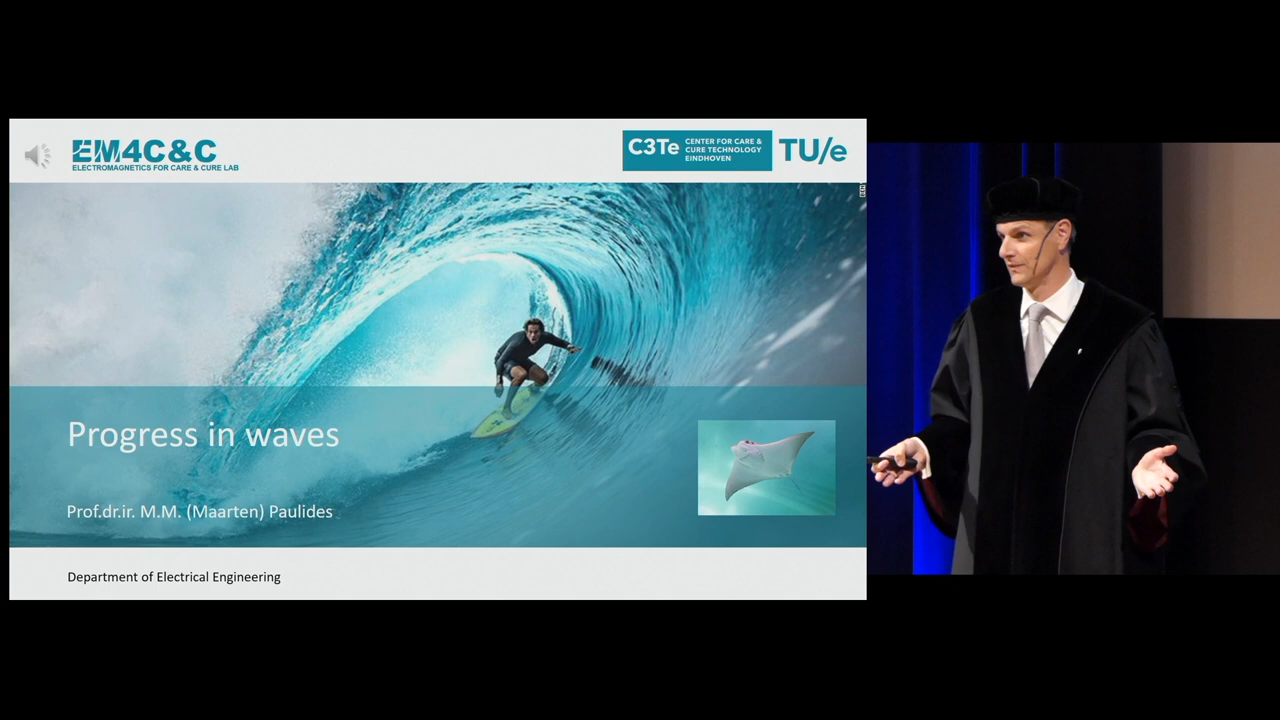 EM4C&C
ELECTROMAGNETICS FOR CARE & CURE LAB
C3Te
CENTER FOR CARE &
CURE TECHNOLOGY
EINDHOVEN
TU/e
Progress in waves
Prof.dr.ir. M.M. (Maarten) Paulides
Department of Electrical Engineering